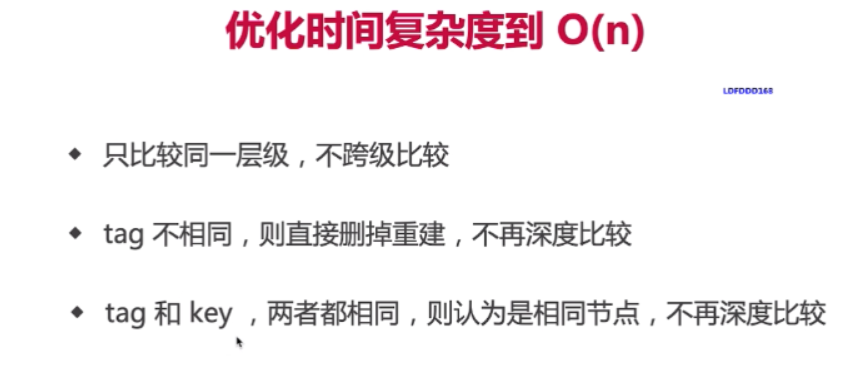 优化时间复杂度到 O(n)
LDFDDO168
◆ 只比较同一层级，不跨级比较
◆ tag 不相同，则直接删掉重建，不再深度比较
◆ tag 和 key ，两者都相同，则认为是相同节点，不再深度比较